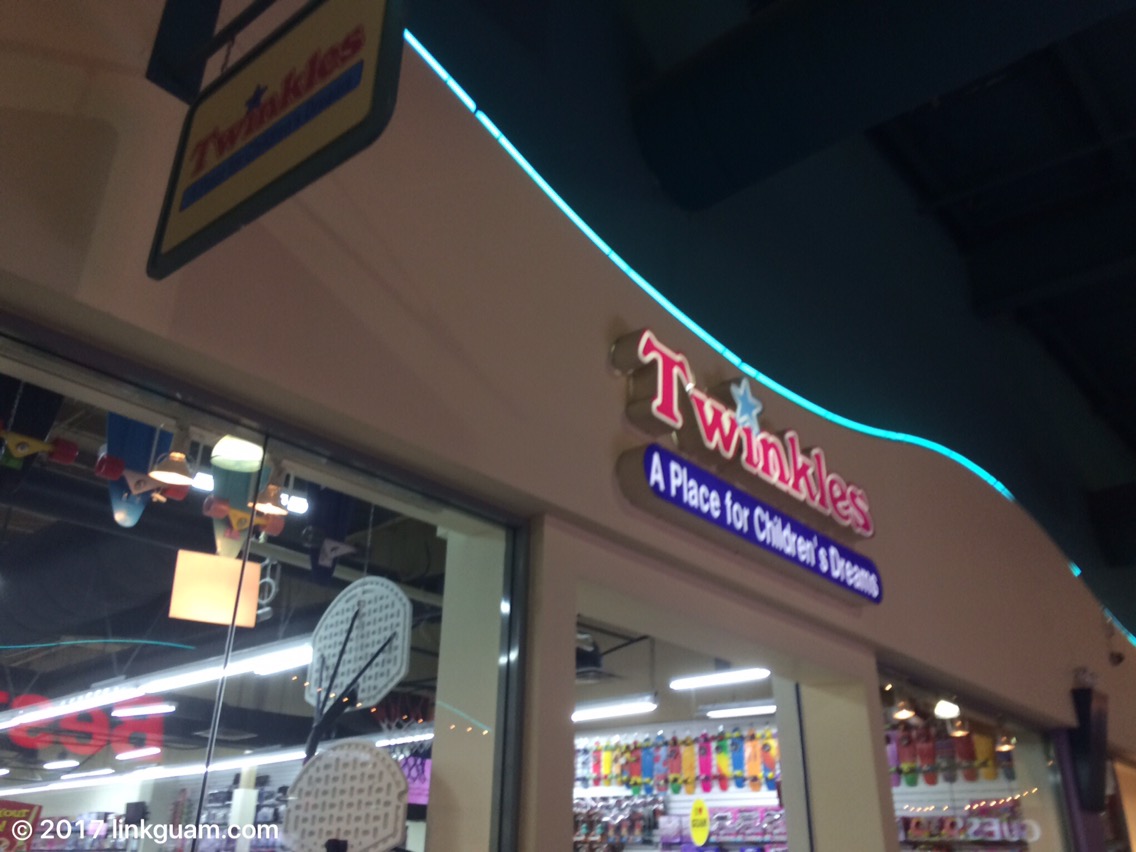 Twinkles
Twinkles
A Place for Children's Dreams
© 2017 linkguam.com